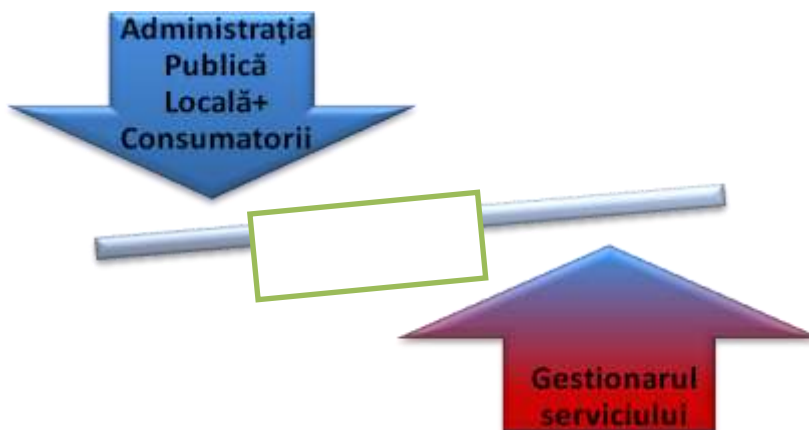 Administrația
Publică
Locală+
Consumatorii
Gestionarul
serviciului